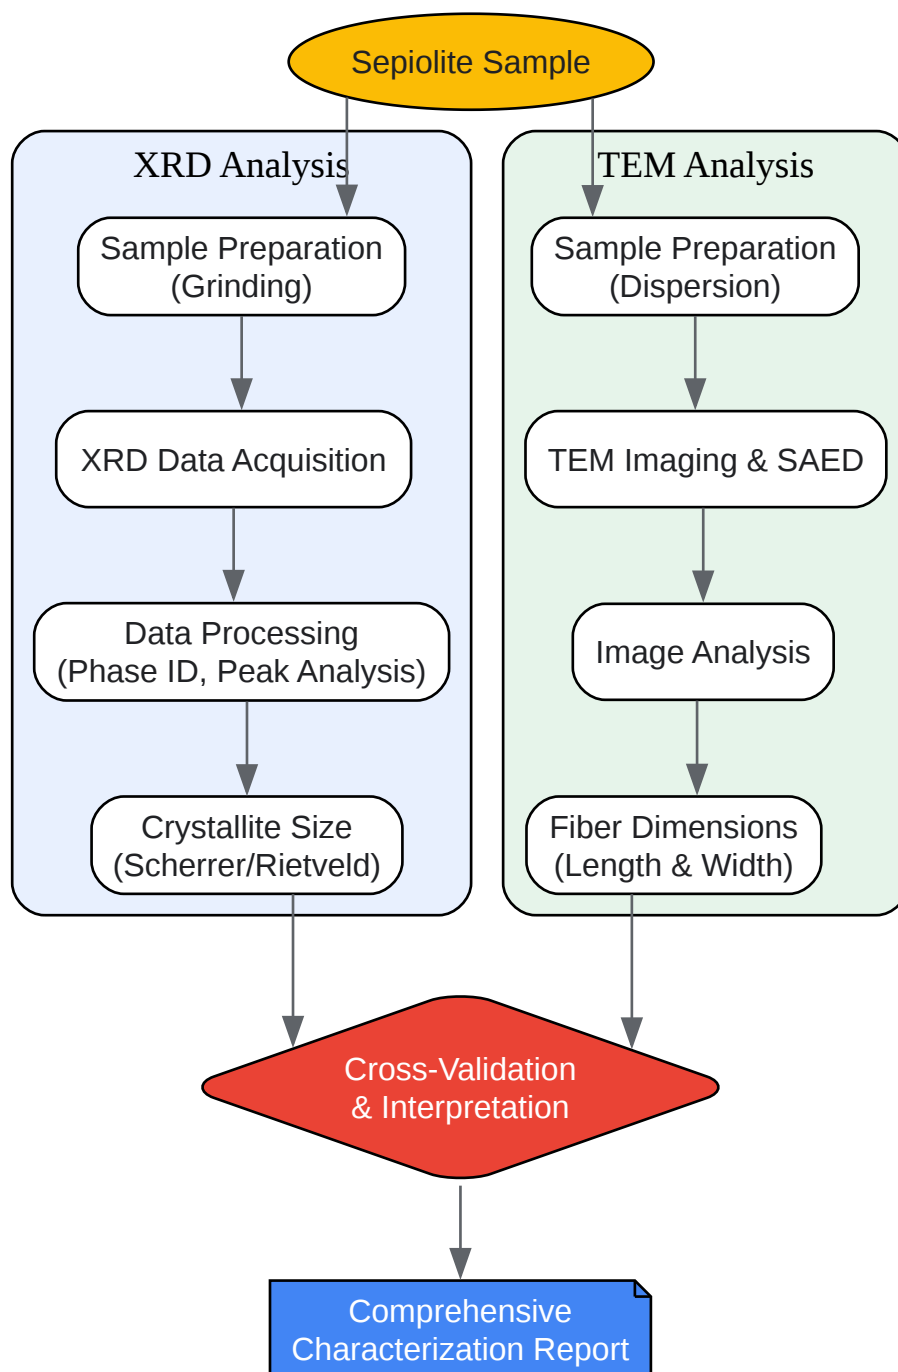 Sepiolite Sample
XRD Analysis
Sample Preparation
(Grinding)
XRD Data Acquisition
Data Processing
(Phase ID, Peak Analysis)
Crystallite Size
(Scherrer/Rietveld)
TEM Analysis
Sample Preparation
(Dispersion)
TEM Imaging & SAED
Image Analysis
Fiber Dimensions
(Length & Width)
Cross-Validation
& Interpretation
Comprehensive
Characterization Report